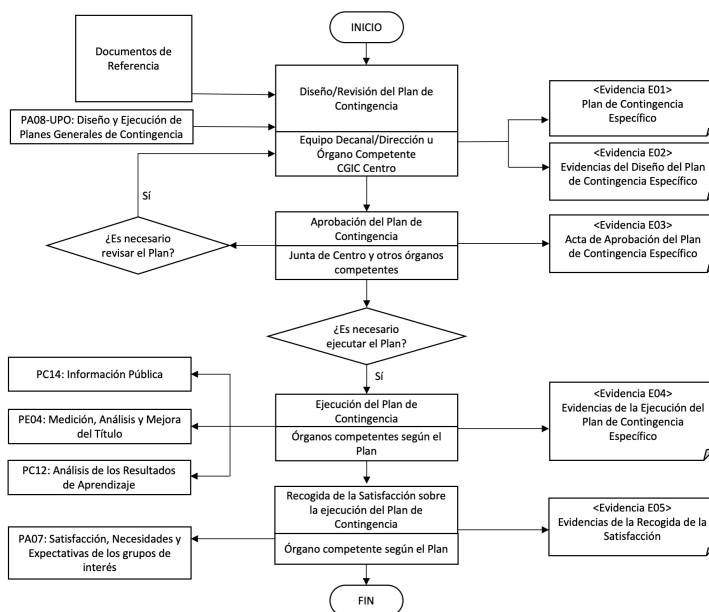 INICIO
Documentos de
Referencia
Diseño/Revisión del Plan de
Contingencia
PA08-UPO: Diseño y Ejecución de
Planes Generales de Contingencia
Equipo Decanal/Dirección u
Órgano Competente
CGIC Centro
<Evidencia E01>
Plan de Contingencia
Específico
<Evidencia E02>
Evidencias del Diseño del Plan
de Contingencia Específico
Sí
¿Es necesario
revisar el Plan?
Aprobación del Plan de
Contingencia
Junta de Centro y otros órganos
competentes
<Evidencia E03>
Acta de Aprobación del Plan
de Contingencia Específico
¿Es necesario
ejecutar el Plan?
Sí
PC14: Información Pública
PE04: Medición, Análisis y Mejora
del Título
PC12: Análisis de los Resultados
de Aprendizaje
Ejecución del Plan de
Contingencia
Órganos competentes según el
Plan
<Evidencia E04>
Evidencias de la Ejecución del
Plan de Contingencia
Específico
Recogida de la Satisfacción sobre
la ejecución del Plan de
Contingencia
Órgano competente según el Plan
PA07: Satisfacción, Necesidades y
Expectativas de los grupos de
interés
<Evidencia E05>
Evidencias de la Recogida de la
Satisfacción
FIN